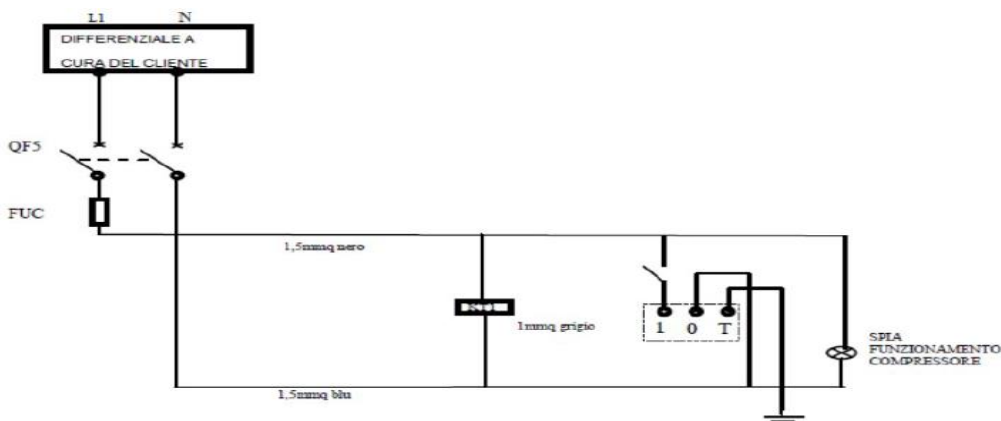 L1 N
DIFFERENZIALE A
CURA DEL CLIENTE
QF5
FUC
1,5mmq nero
1mmq grigio
1 0 T
SPIA
FUNZIONAMENTO
COMPRESSORE
1,5mmq blu